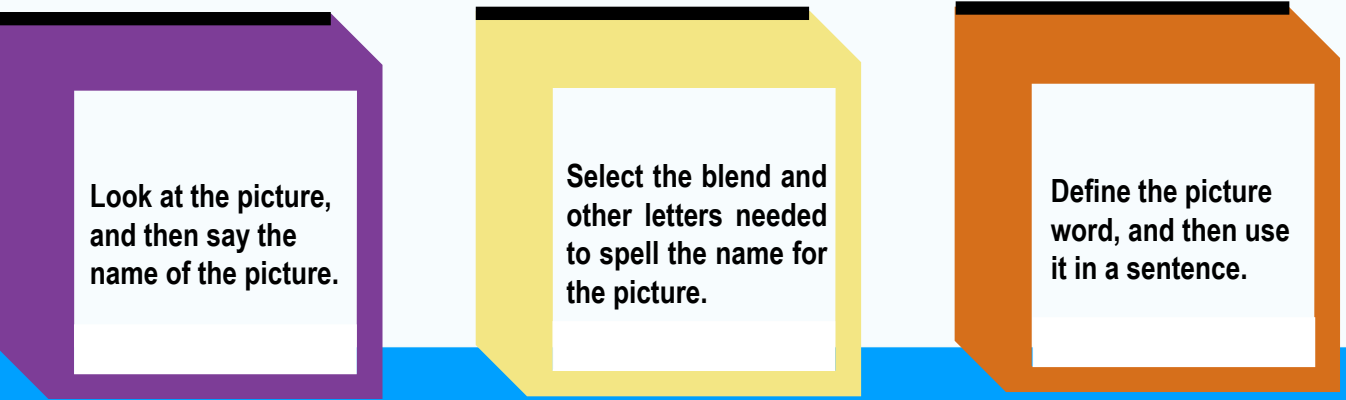 Look at the picture,
and then say the
name of the picture.
Select the blend and
other letters needed
to spell the name for
the picture.
Define the picture
word, and then use
it in a sentence.